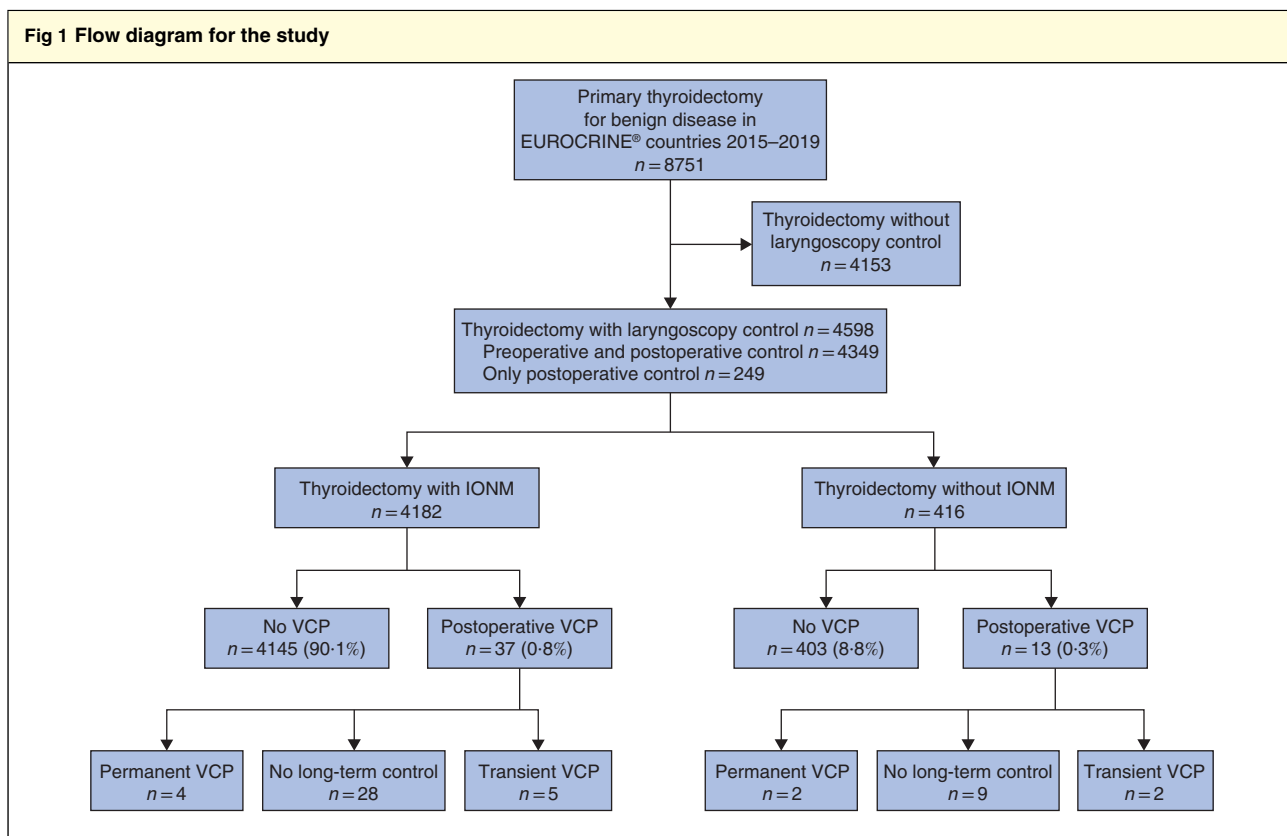 Fig 1 Flow diagram for the study
Primary thyroidectomy
for benign disease in
EUROCRINE® countries 2015–2019
n = 8751
Thyroidectomy without
laryngoscopy control
n = 4153
Thyroidectomy with laryngoscopy control n = 4598
Preoperative and postoperative control n = 4349
Only postoperative control n = 249
Thyroidectomy with IONM
n = 4182
Thyroidectomy without IONM
n = 416
No VCP
n = 4145 (90·1%)
Postoperative VCP
n = 37 (0·8%)
No VCP
n = 403 (8·8%)
Postoperative VCP
n = 13 (0·3%)
Permanent VCP
n = 4
No long-term control
n = 28
Transient VCP
n = 5
Permanent VCP
n = 2
No long-term control
n = 9
Transient VCP
n = 2